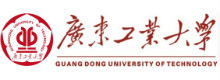 廣東工業大學
GUANG DONG UNIVERSITY OF TECHNOLOGY